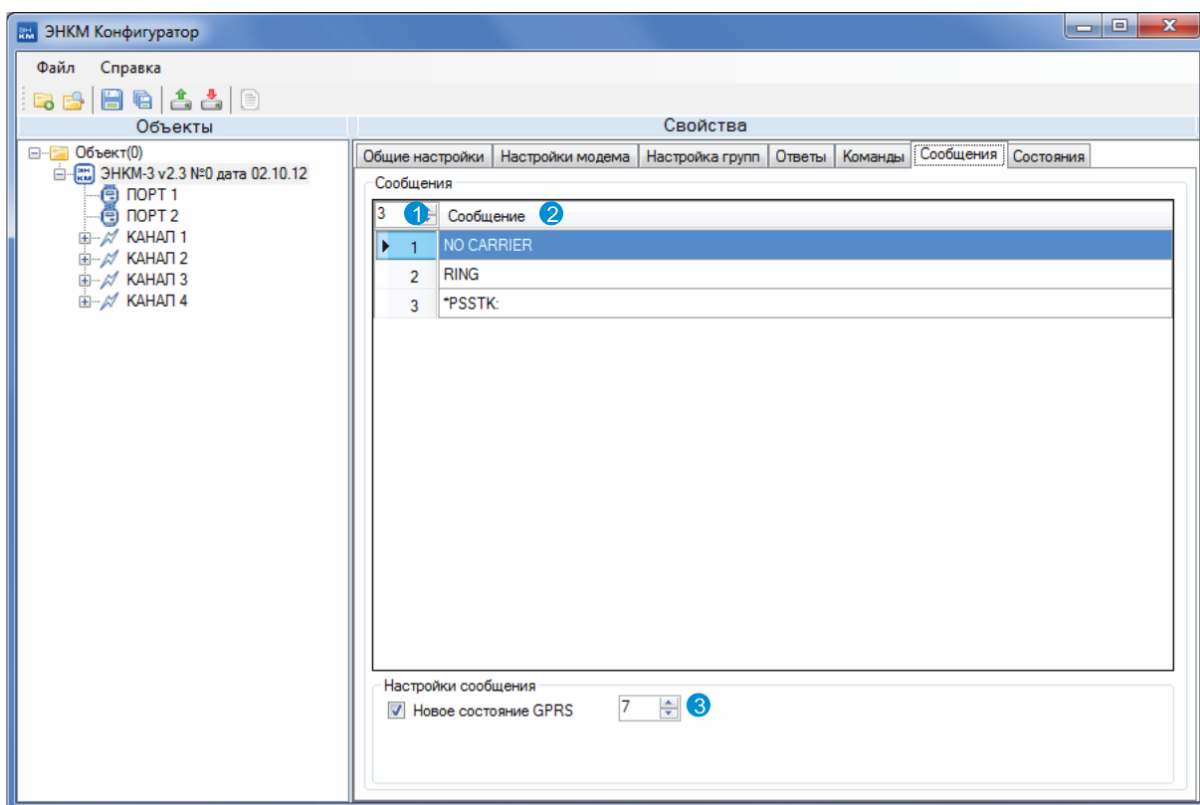 ЭНКМ Конфигуратор
Файл Справка
Объекты
Свойства
Объект(0)
ЭНКМ-3 v2.3 №0 дата 02.10.12
ПОРТ 1
ПОРТ 2
КАНАЛ 1
КАНАЛ 2
КАНАЛ 3
КАНАЛ 4
Общие настройки Настройки модема Настройка групп Ответы Команды Сообщения Состояния
Сообщения
3 1 Сообщение 2
1 NO CARRIER
2 RING
3 *PSSTK:
Настройки сообщения
Новое состояние GPRS 7 3